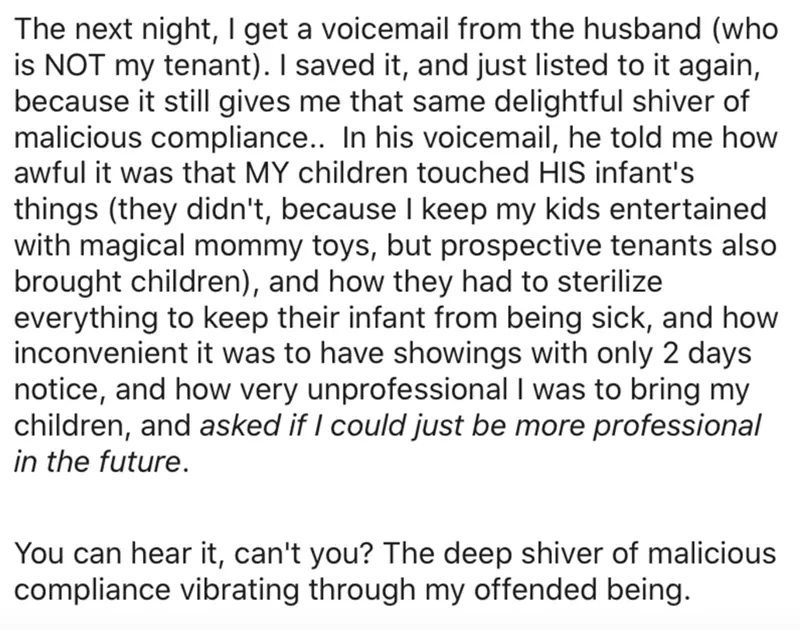 The next night, I get a voicemail from the husband (who
is NOT my tenant). I saved it, and just listed to it again,
because it still gives me that same delightful shiver of
malicious compliance.. In his voicemail, he told me how
awful it was that MY children touched HIS infant's
things (they didn't, because I keep my kids entertained
with magical mommy toys, but prospective tenants also
brought children), and how they had to sterilize
everything to keep their infant from being sick, and how
inconvenient it was to have showings with only 2 days
notice, and how very unprofessional I was to bring my
children, and asked if I could just be more professional
in the future.
You can hear it, can't you? The deep shiver of malicious
compliance vibrating through my offended being.